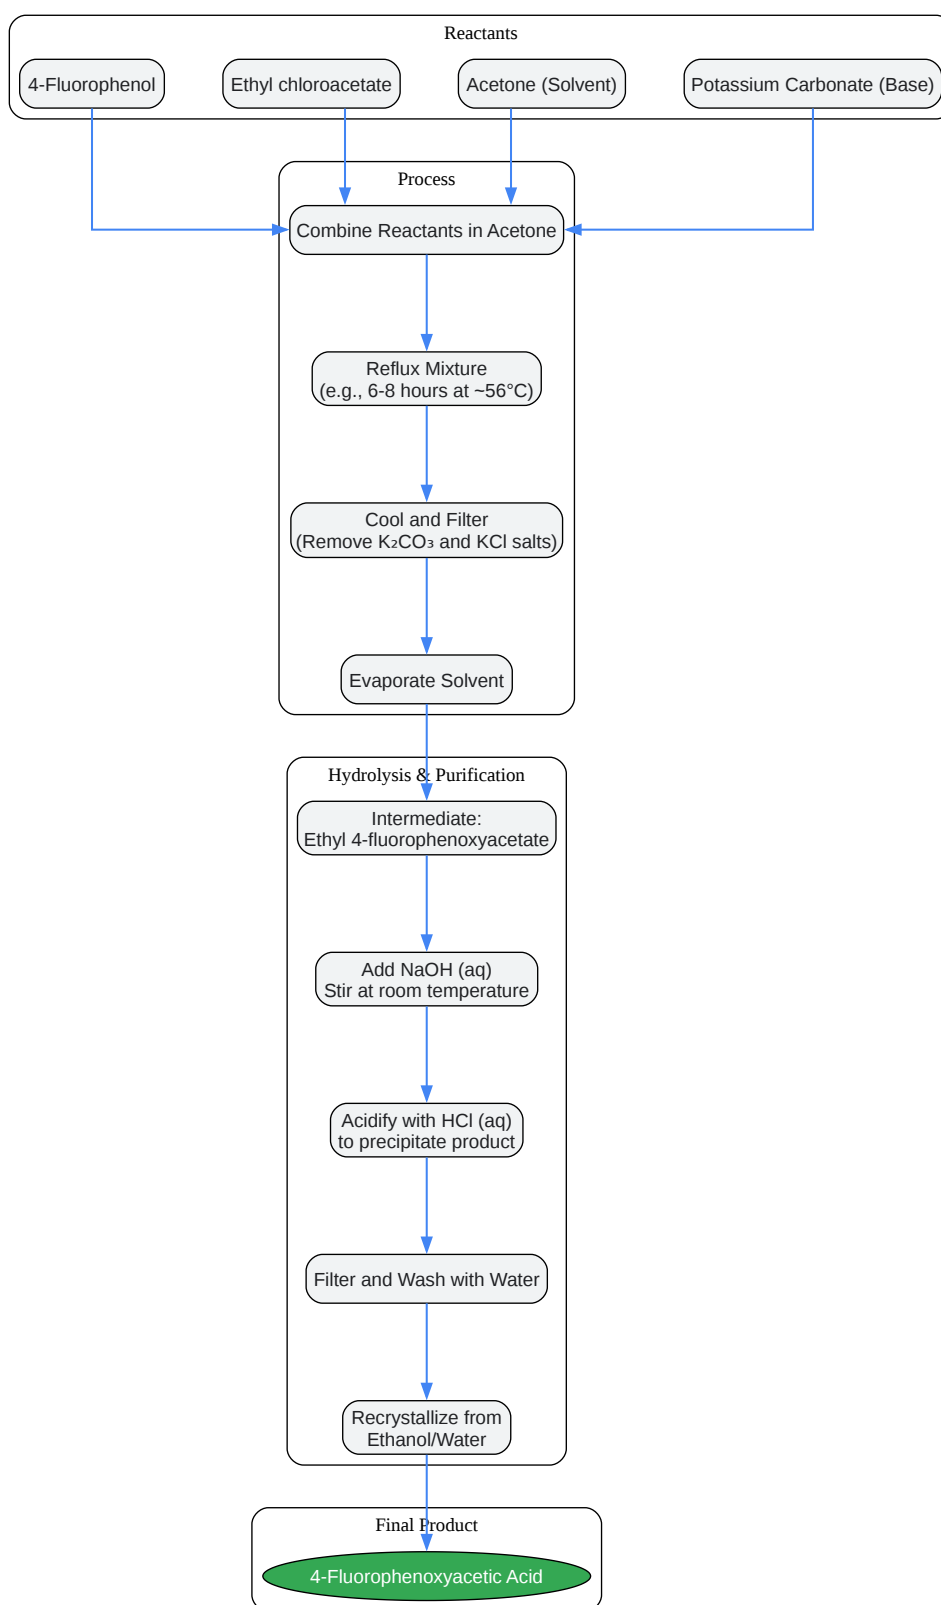 Reactants
4-Fluorophenol
Ethyl chloroacetate
Acetone (Solvent)
Potassium Carbonate (Base)
Process
Combine Reactants in Acetone
Reflux Mixture
(e.g., 6-8 hours at ~56°C)
Cool and Filter
(Remove K₂CO₃ and KCl salts)
Evaporate Solvent
Hydrolysis & Purification
Intermediate:
Ethyl 4-fluorophenoxyacetate
Add NaOH (aq)
Stir at room temperature
Acidify with HCl (aq)
to precipitate product
Filter and Wash with Water
Recrystallize from
Ethanol/Water
Final Product
4-Fluorophenoxyacetic Acid